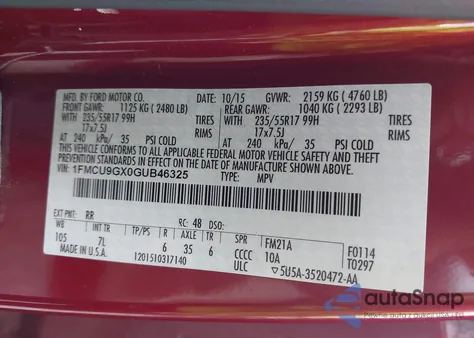 MFD. BY FORD MOTOR CO.
10/15 GVWR: 2159 KG ( 4760 LB)
FRONT GAWR: 1125 KG ( 2480 LB) REAR GAWR: 1040 KG ( 2293 LB)
235/55R17 99H TIRES 235/55R17 99H TIRES
17x7.5J RIMS 17x7.5J RIMS
AT 240 kPa/ 35 PSI COLD AT 240 kPa/ 35 PSI COLD
THIS VEHICLE CONFORMS TO ALL APPLICABLE FEDERAL MOTOR VEHICLE
SAFETY AND THEFT PREVENTION STANDARDS IN EFFECT ON THE
DATE OF MANUFACTURE SHOWN ABOVE.
VIN: 1FMCU9GX0GUB46325
TYPE: MPV
EXT PNT: RR RC: 48 DSO:
WB TP/PS R AXLE TR SPR FM21A F0114
105 7L 6 35 6 CCCC 10A T0297
MADE IN U.S.A. 1201510317140 ULC 5U5A-3520472-AA
autoSnap